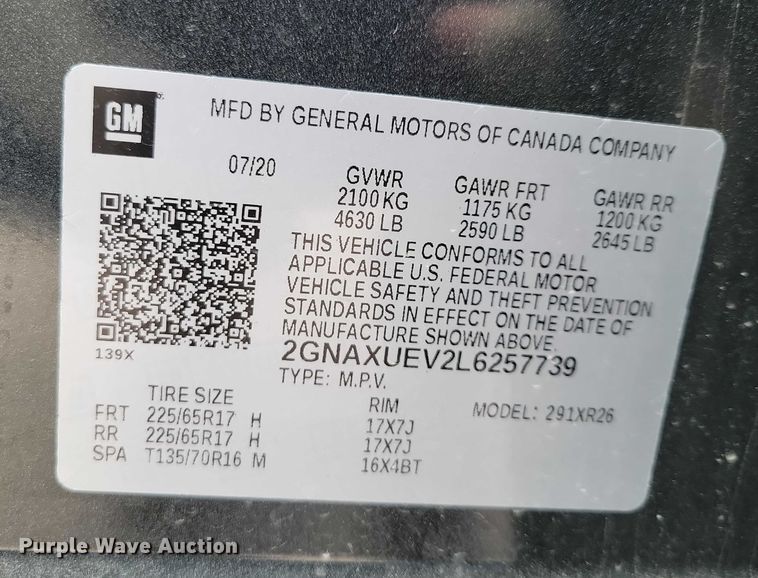 GM
MFD BY GENERAL MOTORS OF CANADA COMPANY
07/20
GVWR
2100 KG
4630 LB
GAWR FRT
1175 KG
2590 LB
GAWR RR
1200 KG
2645 LB
THIS VEHICLE CONFORMS TO ALL
APPLICABLE U.S. FEDERAL MOTOR
VEHICLE SAFETY AND THEFT PREVENTION
STANDARDS IN EFFECT ON THE DATE OF
MANUFACTURE SHOWN ABOVE.
139X
2GNAXUEV2L6257739
TYPE: M.P.V.
MODEL: 291XR26
TIRE SIZE RIM
FRT 225/65R17 H 17X7J
RR 225/65R17 H 17X7J
SPA T135/70R16 M 16X4BT
Purple Wave Auction